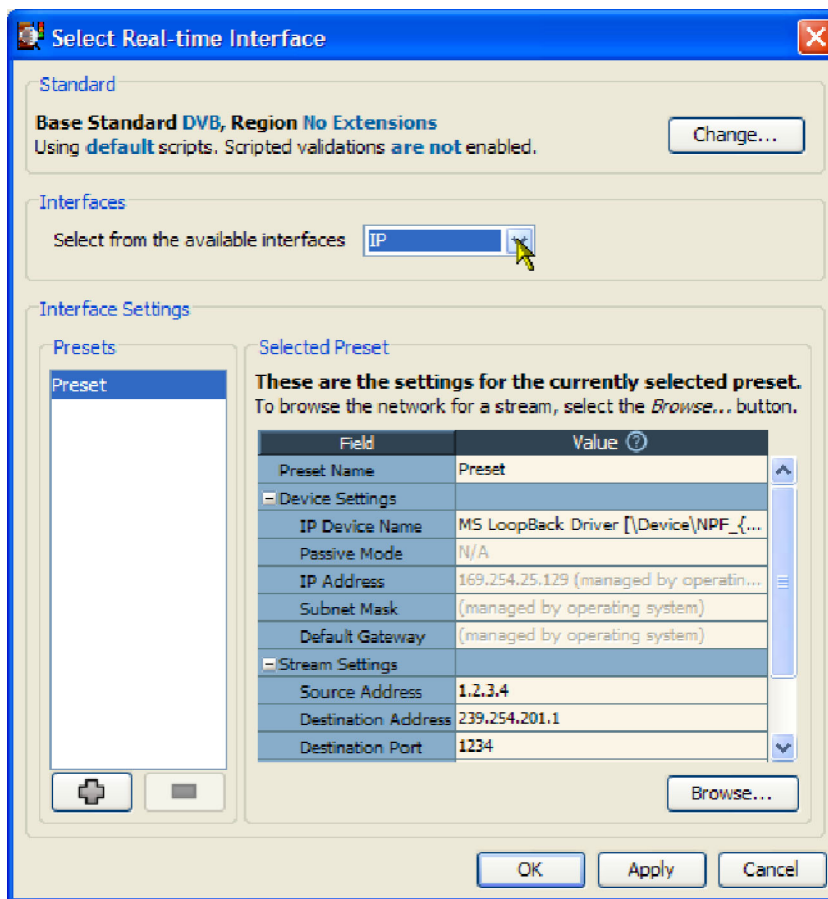 Select Real-time Interface
Standard
Base Standard DVB, Region No Extensions
Using default scripts. Scripted validations are not enabled.
Change...
Interfaces
Select from the available interfaces IP
Interface Settings
Presets
Preset
Selected Preset
These are the settings for the currently selected preset.
To browse the network for a stream, select the Browse... button.
Field Value ?
Preset Name Preset
Device Settings
IP Device Name MS LoopBack Driver [\Device\NPF_{...
Passive Mode N/A
IP Address 169.254.25.129 (managed by operatin...
Subnet Mask (managed by operating system)
Default Gateway (managed by operating system)
Stream Settings
Source Address 1.2.3.4
Destination Address 239.254.201.1
Destination Port 1234
Browse...
OK Apply Cancel